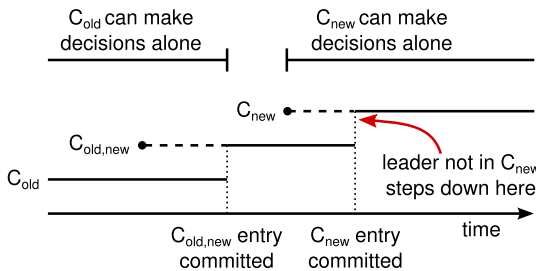 C_old can make
decisions alone
C_new can make
decisions alone
C_new
C_old,new
leader not in C_new
steps down here
C_old
time
C_old,new entry
committed
C_new entry
committed